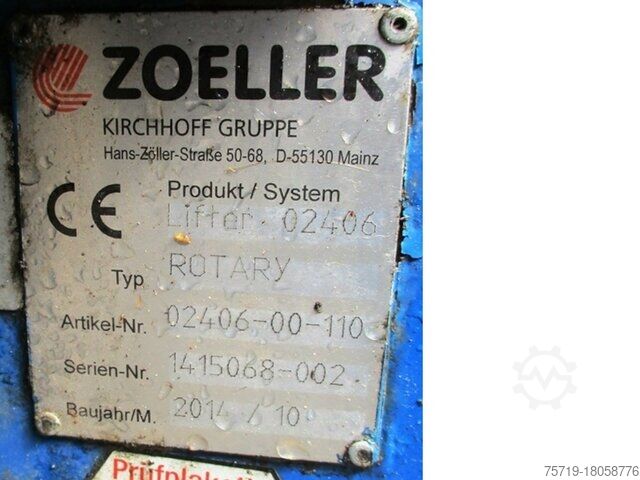 ZOELLER
KIRCHHOFF GRUPPE
Hans-Zöller-Straße 50-68, D-55130 Mainz
CE Produkt / System
Lifter 02406
Typ ROTARY
Artikel-Nr. 02406-00-110
Serien-Nr. 1415068-002
Baujahr/M. 2014 / 10
75719-18058776